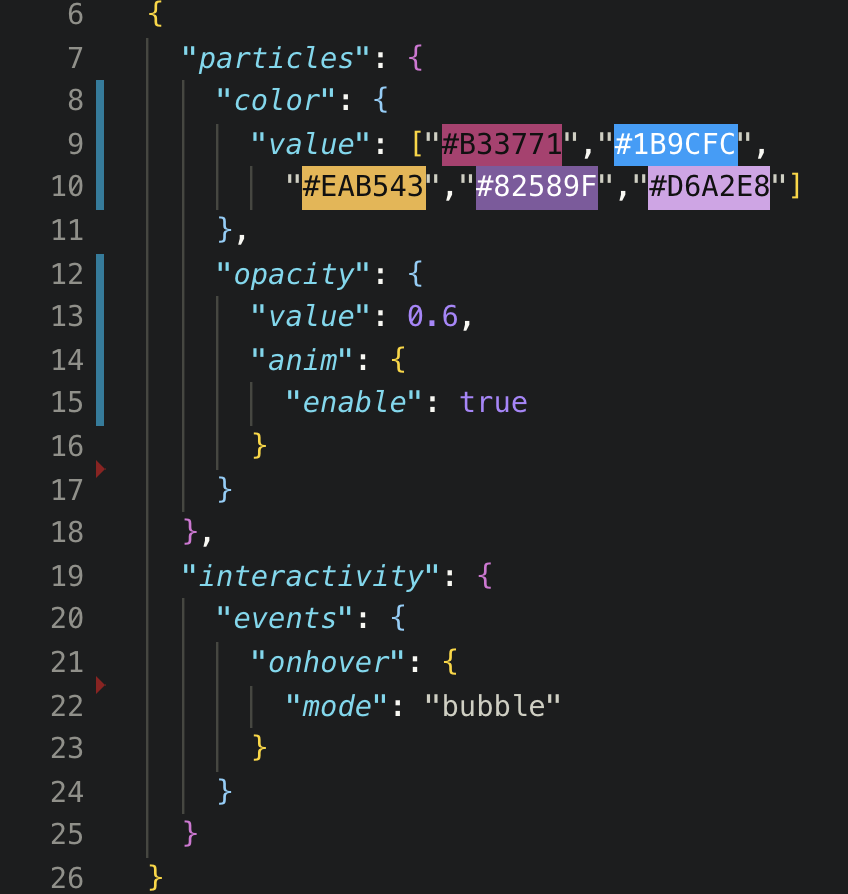 6 {
7 "particles": {
8 "color": {
9 "value": ["#B33771","#1B9CFC",
10 "#EAB543","#82589F","#D6A2E8"]
11 },
12 "opacity": {
13 "value": 0.6,
14 "anim": {
15 "enable": true
16 }
17 }
18 },
19 "interactivity": {
20 "events": {
21 "onhover": {
22 "mode": "bubble"
23 }
24 }
25 }
26 }